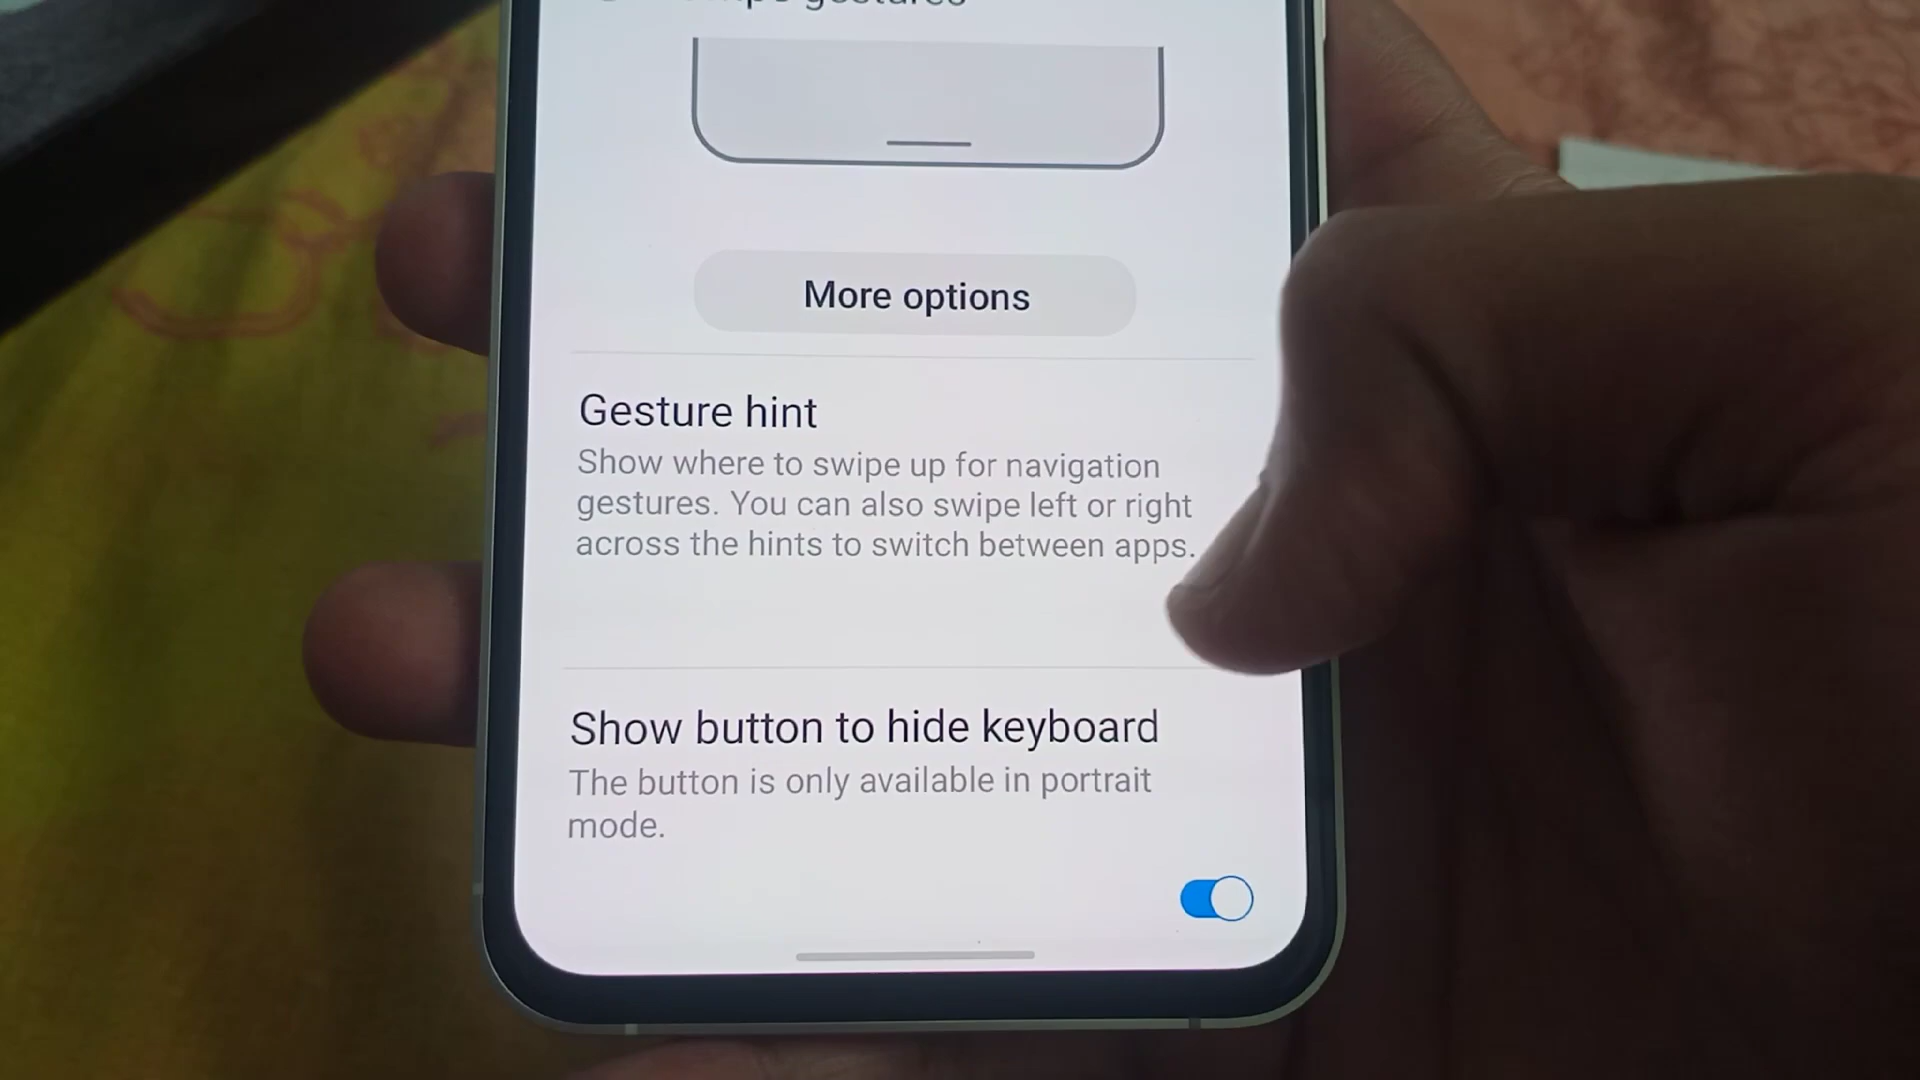 gestures
More options
Gesture hint
Show where to swipe up for navigation
gestures. You can also swipe left or right
across the hints to switch between apps.
Show button to hide keyboard
The button is only available in portrait
mode.